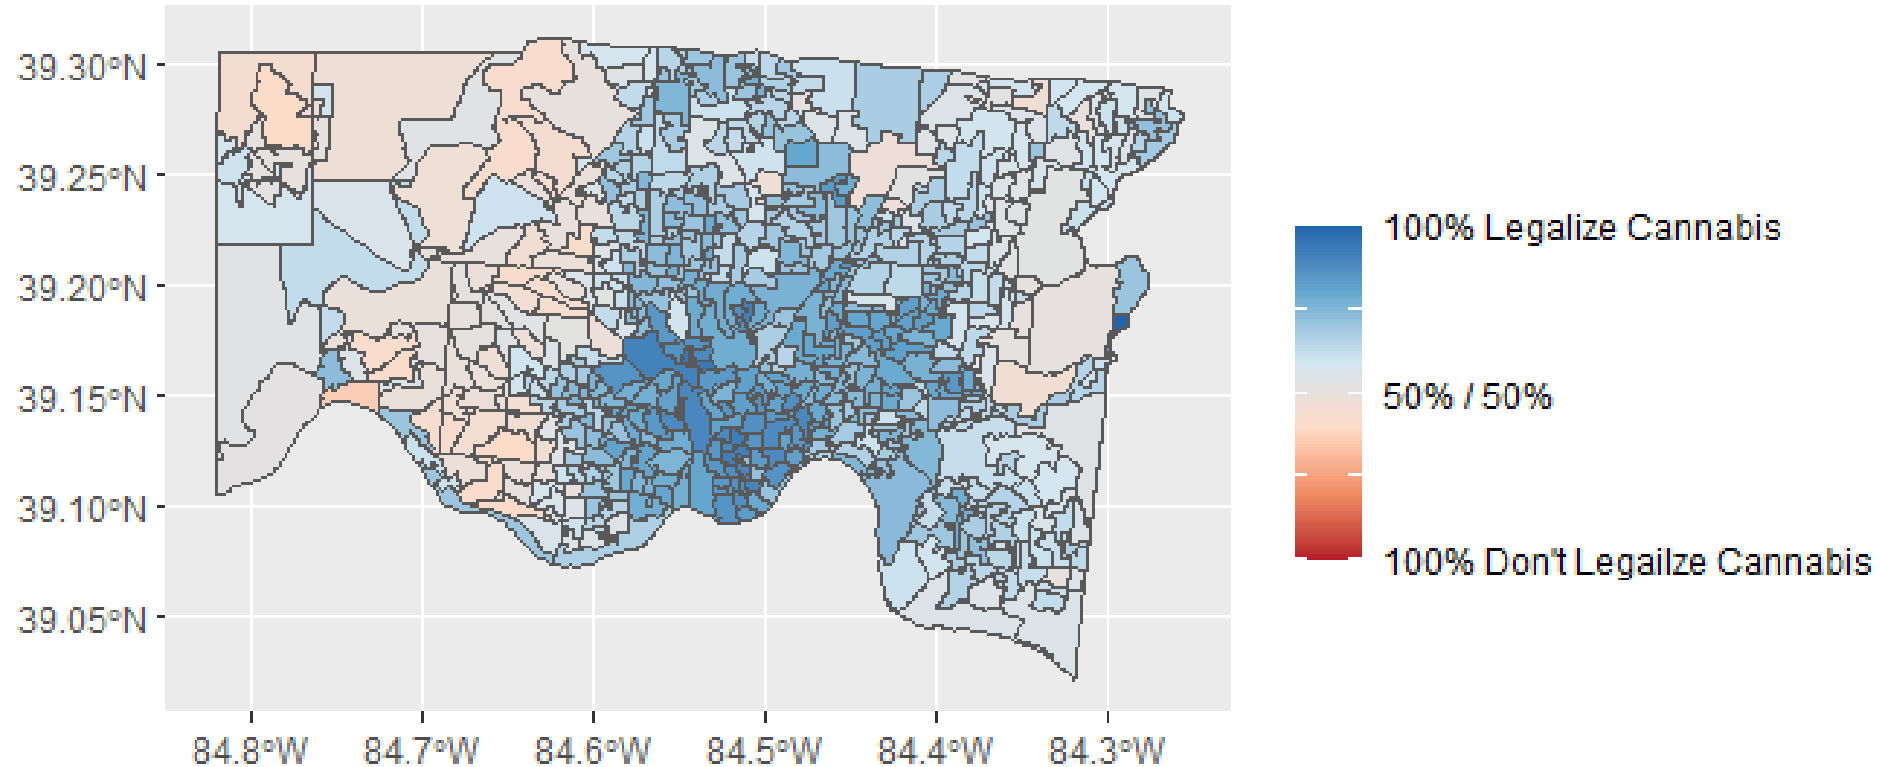 39.30°N
39.25°N
39.20°N
39.15°N
39.10°N
39.05°N
84.8°W 84.7°W 84.6°W 84.5°W 84.4°W 84.3°W
100% Legalize Cannabis
50% / 50%
100% Don't Legailze Cannabis